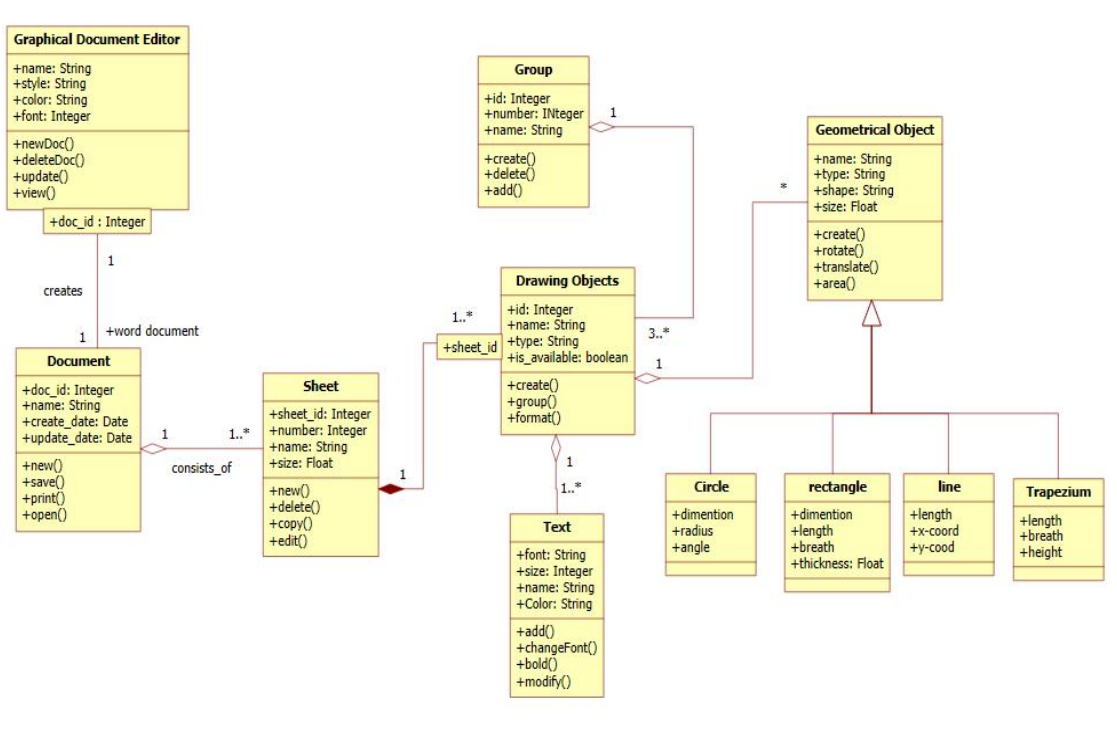 Graphical Document Editor
+name: String
+style: String
+color: String
+font: Integer
+newDoc()
+deleteDoc()
+update()
+view()
+doc_id : Integer
1
creates
+word document
1
Document
+doc_id: Integer
+name: String
+create_date: Date
+update_date: Date
+new()
+save()
+print()
+open()
1
1..*
consists_of
Sheet
+sheet_id: Integer
+number: Integer
+name: String
+size: Float
+new()
+delete()
+copy()
+edit()
1
1..*
+sheet_id
Group
+id: Integer
+number: INteger
+name: String
+create()
+delete()
+add()
1
3..*
Drawing Objects
+id: Integer
+name: String
+type: String
+is_available: boolean
+create()
+group()
+format()
1
*
1
1..*
Text
+font: String
+size: Integer
+name: String
+Color: String
+add()
+changeFont()
+bold()
+modify()
Geometrical Object
+name: String
+type: String
+shape: String
+size: Float
+create()
+rotate()
+translate()
+area()
Circle
+dimention
+radius
+angle
rectangle
+dimention
+length
+breath
+thickness: Float
line
+length
+x-coord
+y-cood
Trapezium
+length
+breath
+height